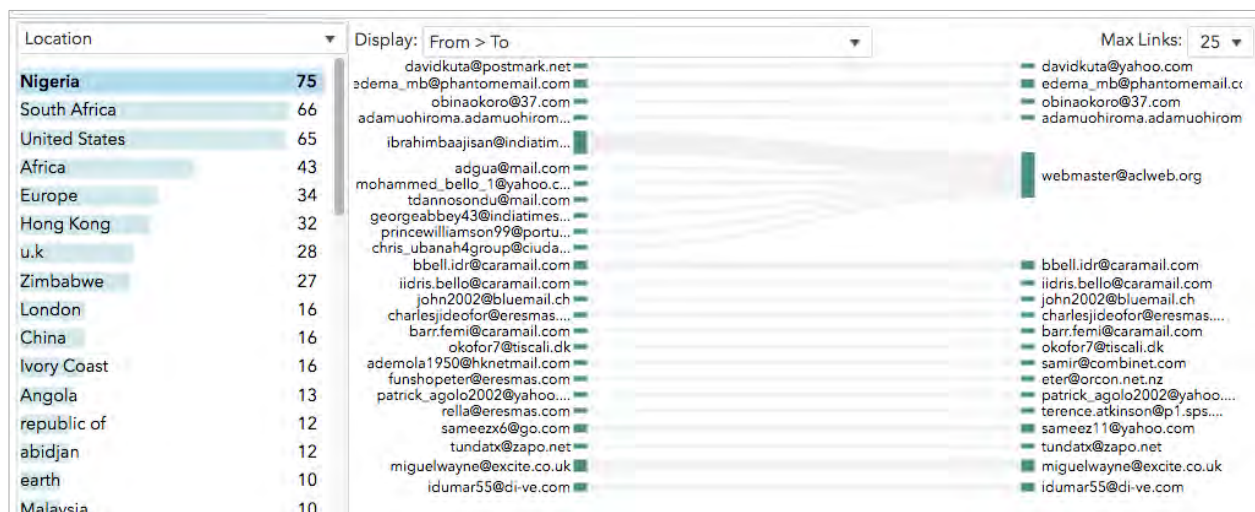 Location
Display: From > To
Max Links: 25
Nigeria 75
South Africa 66
United States 65
Africa 43
Europe 34
Hong Kong 32
u.k 28
Zimbabwe 27
London 16
China 16
Ivory Coast 16
Angola 13
republic of 12
abidjan 12
earth 10
Malaysia 10
davidkuta@postmark.net
edema_mb@phantomemail.com
obinaokoro@37.com
adamuohiroma.adamuohirom...
ibrahimbaajisan@indiatim...
adgua@mail.com
mohammed_bello_1@yahoo.c...
tdannosondu@mail.com
georgeabbey43@indiatimes...
princewilliamson99@portu...
chris_ubanah4group@ciuda...
bbell.idr@caramail.com
iidris.bello@caramail.com
john2002@bluemail.ch
charlesjideofor@eresmas....
barr.femi@caramail.com
okofor7@tiscali.dk
ademola1950@hknetmail.com
funshopeter@eresmas.com
patrick_agolo2002@yahoo....
rella@eresmas.com
sameezx6@go.com
tundatx@zapo.net
miguelwayne@excite.co.uk
idumar55@di-ve.com
davidkuta@yahoo.com
edema_mb@phantomemail.co
obinaokoro@37.com
adamuohiroma.adamuohirom
webmaster@aclweb.org
bbell.idr@caramail.com
iidris.bello@caramail.com
john2002@bluemail.ch
charlesjideofor@eresmas....
barr.femi@caramail.com
okofor7@tiscali.dk
samir@combinet.com
eter@orcon.net.nz
patrick_agolo2002@yahoo....
terence.atkinson@p1.sps....
sameez11@yahoo.com
tundatx@zapo.net
miguelwayne@excite.co.uk
idumar55@di-ve.com